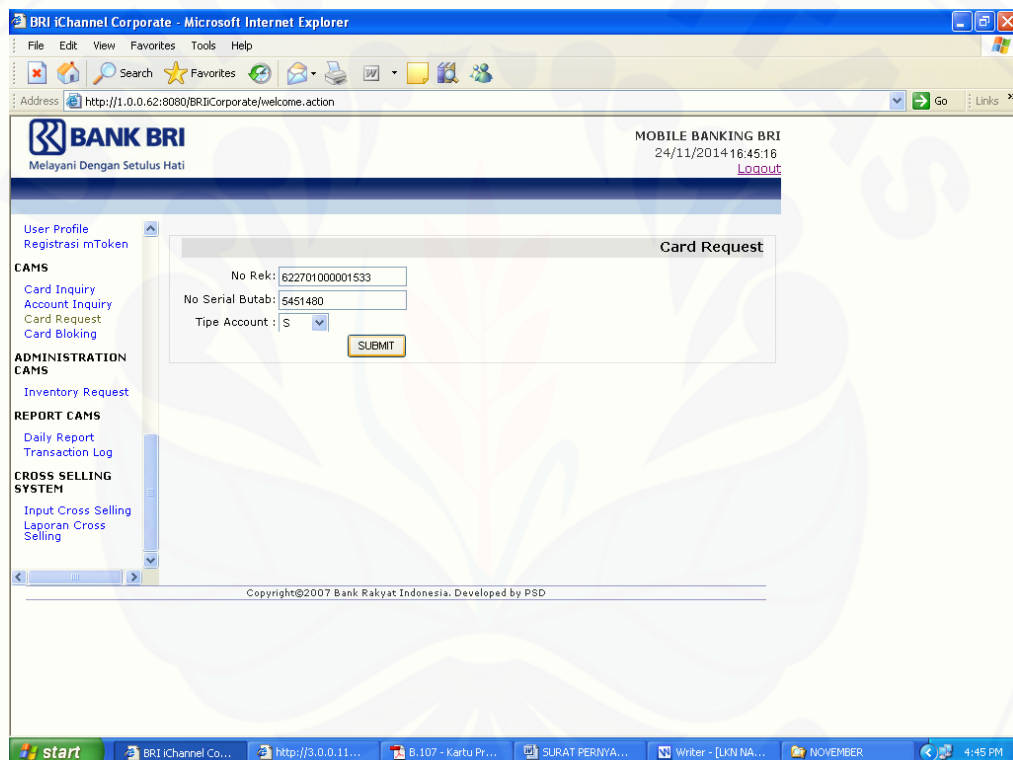 BRI iChannel Corporate - Microsoft Internet Explorer
File Edit View Favorites Tools Help
Search Favorites
Address http://1.0.0.62:8080/BRIiCorporate/welcome.action Go Links
BANK BRI
Melayani Dengan Setulus Hati
MOBILE BANKING BRI
24/11/2014 16:45:16
Logout
User Profile
Registrasi mToken
CAMS
Card Inquiry
Account Inquiry
Card Request
Card Bloking
ADMINISTRATION
CAMS
Inventory Request
REPORT CAMS
Daily Report
Transaction Log
CROSS SELLING
SYSTEM
Input Cross Selling
Laporan Cross
Selling
Card Request
No Rek: 622701000001533
No Serial Butab: 5451480
Tipe Account : S
SUBMIT
Copyright©2007 Bank Rakyat Indonesia. Developed by PSD
start BRI iChannel Co... http://3.0.0.11... B.107 - Kartu Pr... SURAT PERNYA... Writer - [LKN NA... NOVEMBER 4:45 PM